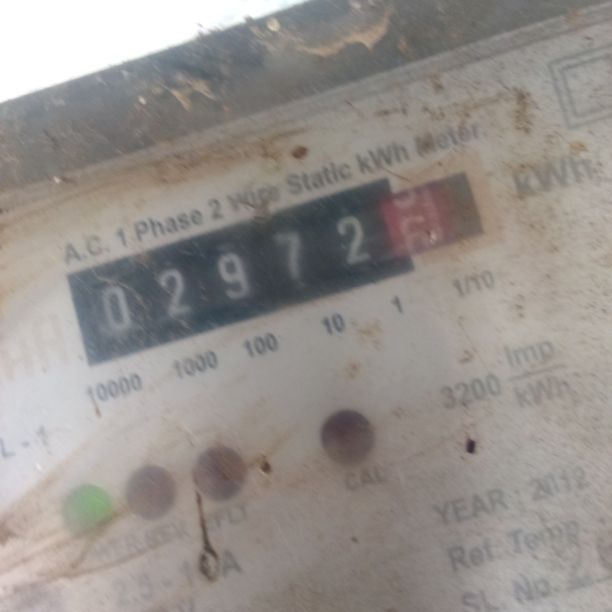 A.C. 1 Phase 2 Wire Static kWh Meter
0 2 9 7 2 kWh
10000 1000 100 10 1 1/10
3200 Imp/kWh
L - 1
CAL
YEAR : 2012
Ref. Temp
SL. No.